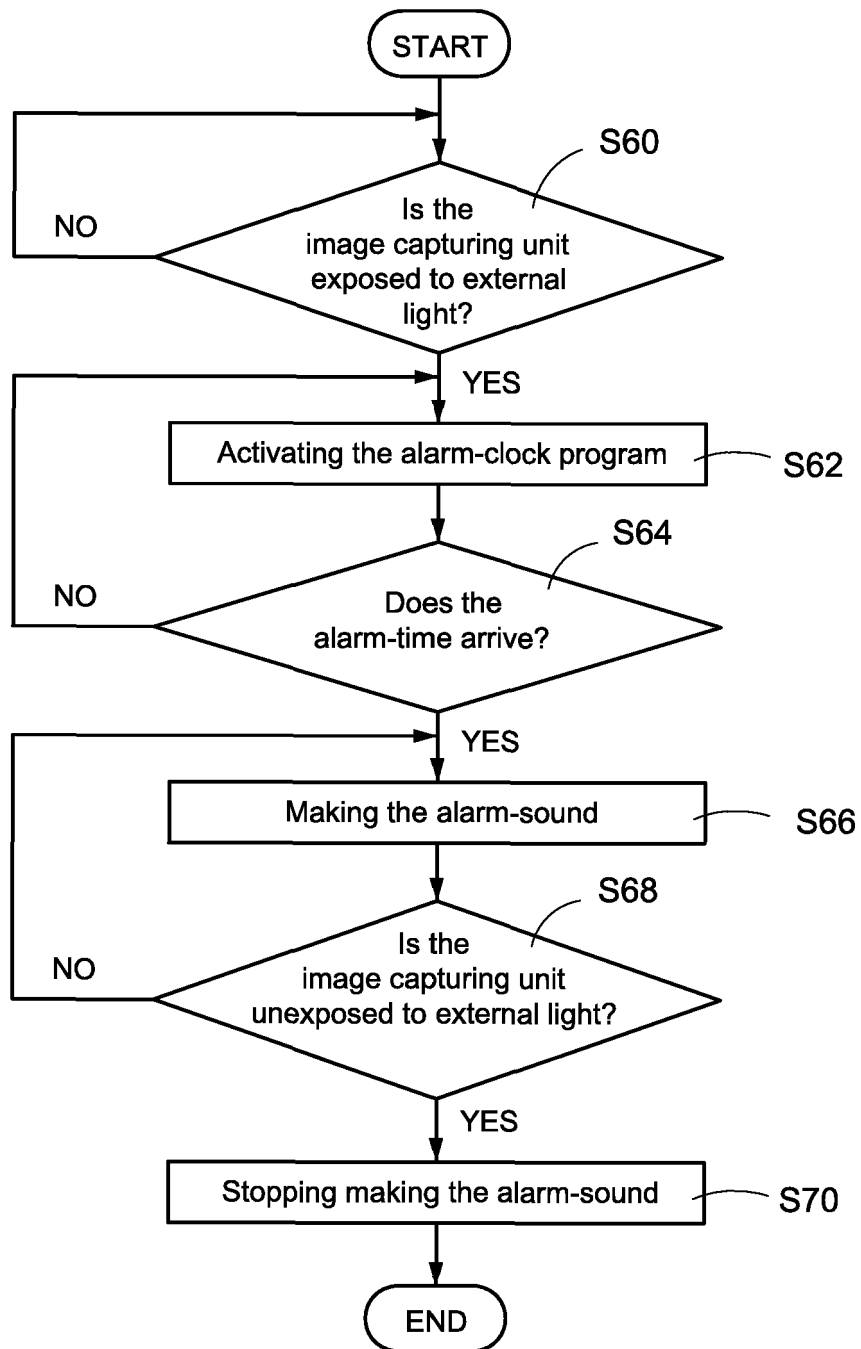 START
S60
Is the
image capturing unit
exposed to external
light?
NO
YES
Activating the alarm-clock program
S62
S64
Does the
alarm-time arrive?
NO
YES
Making the alarm-sound
S66
S68
Is the
image capturing unit
unexposed to external light?
NO
YES
Stopping making the alarm-sound
S70
END